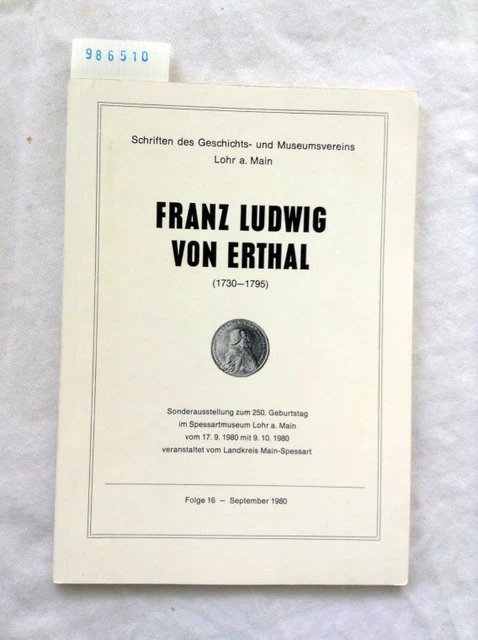 986510
Schriften des Geschichts- und Museumsvereins
Lohr a. Main
FRANZ LUDWIG
VON ERTHAL
(1730—1795)
Sonderausstellung zum 250. Geburtstag
im Spessartmuseum Lohr a. Main
vom 17. 9. 1980 mit 9. 10. 1980
veranstaltet vom Landkreis Main-Spessart
Folge 16 — September 1980